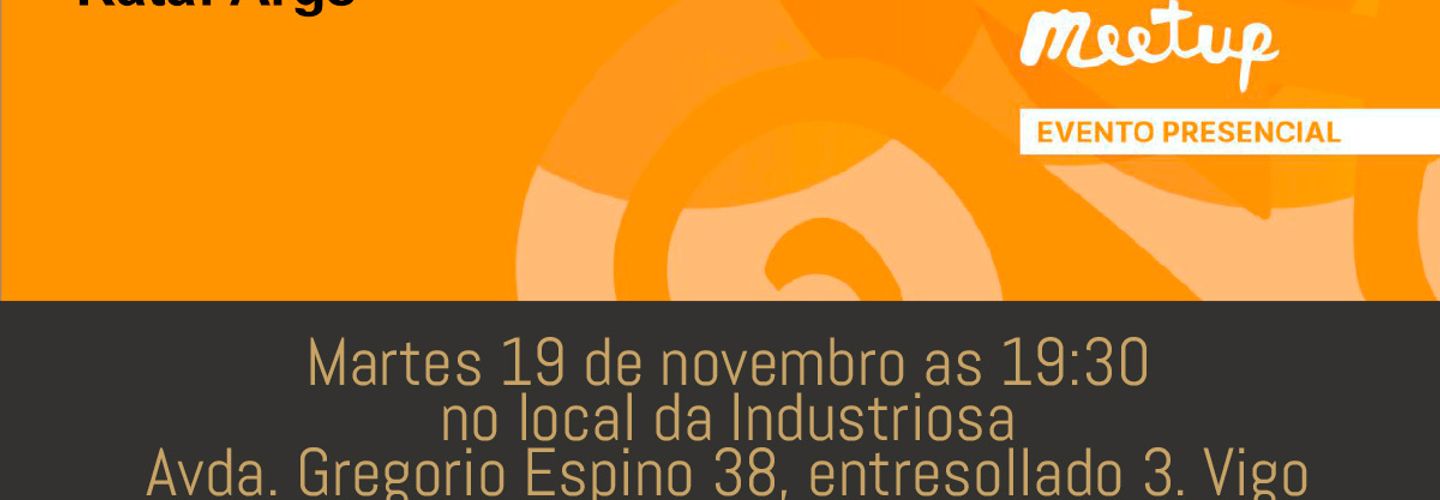 meetup
EVENTO PRESENCIAL
Martes 19 de novembro as 19:30
no local da Industriosa
Avda. Gregorio Espino 38, entresollado 3. Vigo